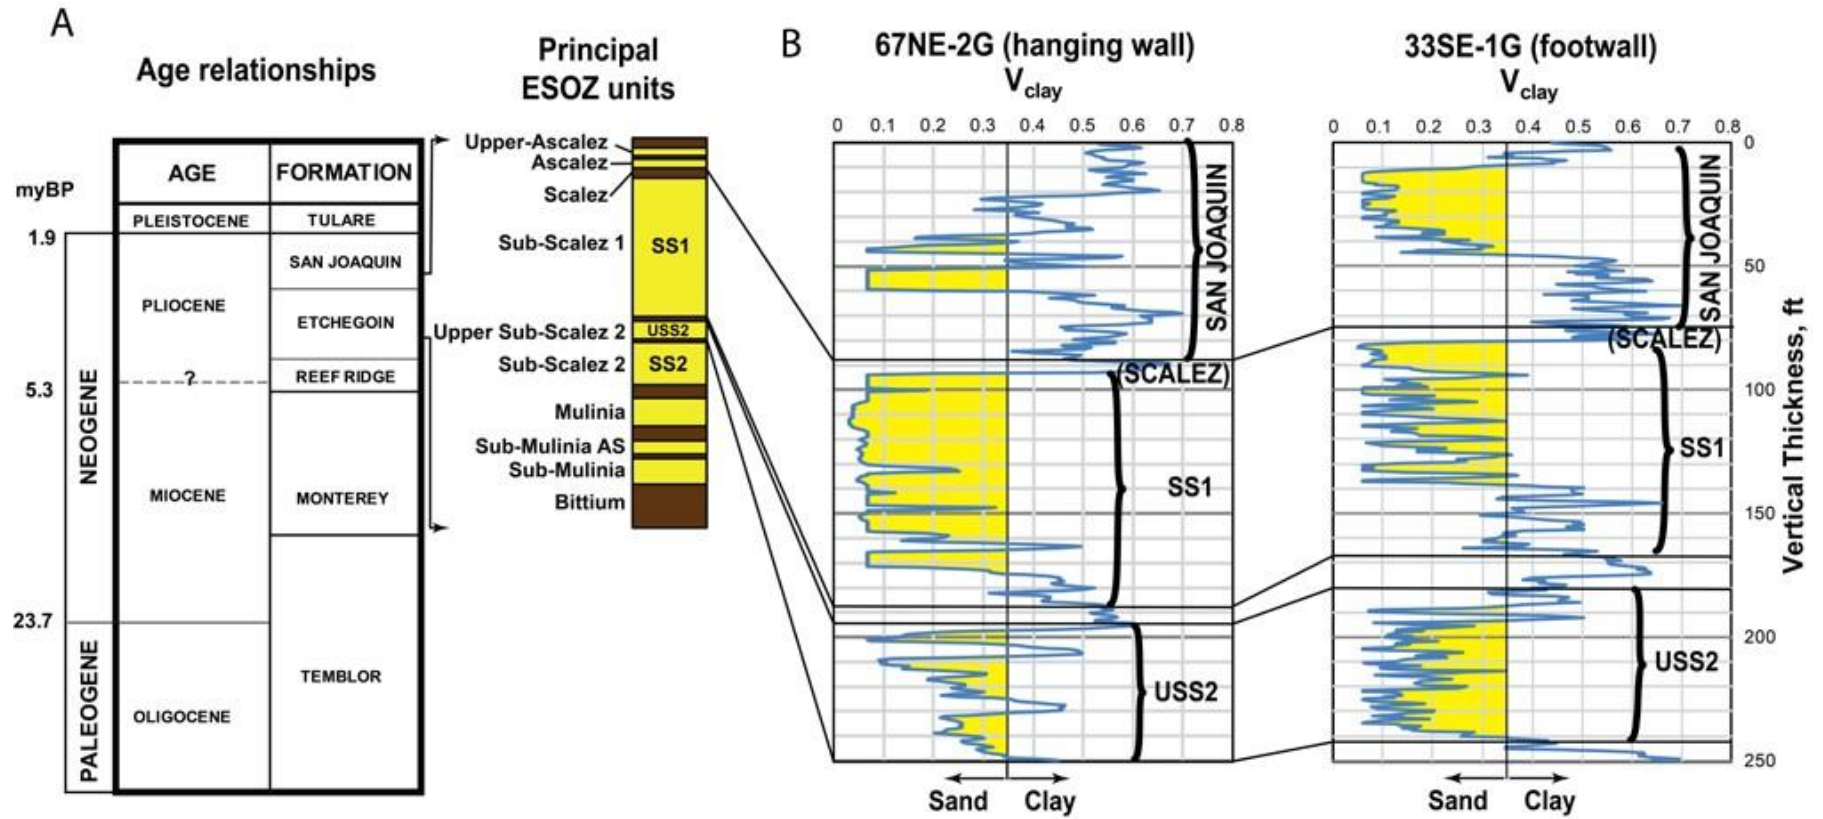 A
Age relationships
myBP
AGE
FORMATION
PLEISTOCENE
TULARE
1.9
SAN JOAQUIN
PLIOCENE
ETCHEGOIN
?
REEF RIDGE
5.3
NEOGENE
MIOCENE
MONTEREY
23.7
PALEOGENE
OLIGOCENE
TEMBLOR
Principal
ESOZ units
Upper-Ascalez
Ascalez
Scalez
Sub-Scalez 1
SS1
Upper Sub-Scalez 2
USS2
Sub-Scalez 2
SS2
Mulinia
Sub-Mulinia AS
Sub-Mulinia
Bittium
B
67NE-2G (hanging wall)
Vclay
0 0.1 0.2 0.3 0.4 0.5 0.6 0.7 0.8
SAN JOAQUIN
(SCALEZ)
SS1
USS2
Sand Clay
33SE-1G (footwall)
Vclay
0 0.1 0.2 0.3 0.4 0.5 0.6 0.7 0.8
SAN JOAQUIN
(SCALEZ)
SS1
USS2
Sand Clay
0
50
100
150
200
250
Vertical Thickness, ft